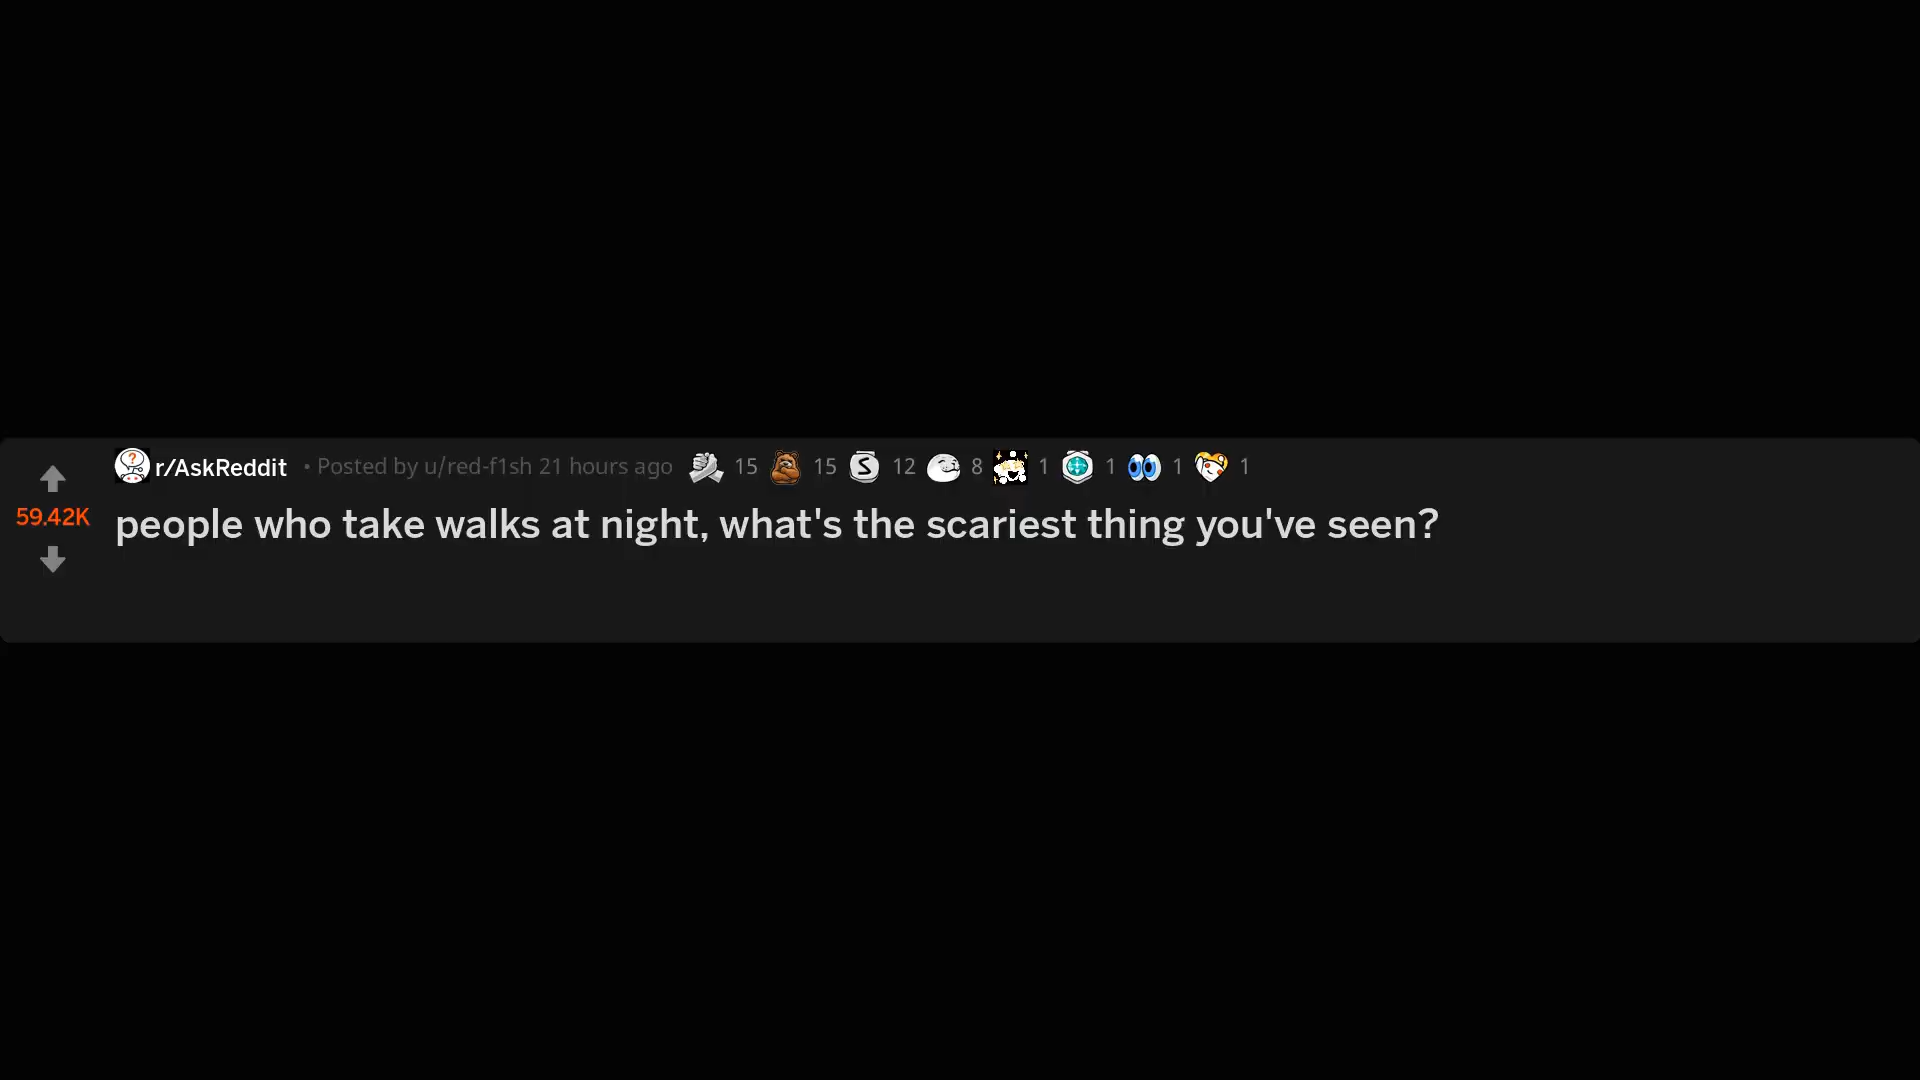 r/AskReddit • Posted by u/red-f1sh 21 hours ago 15 15 S 12 8 1 1 1 1
59.42K
people who take walks at night, what's the scariest thing you've seen?